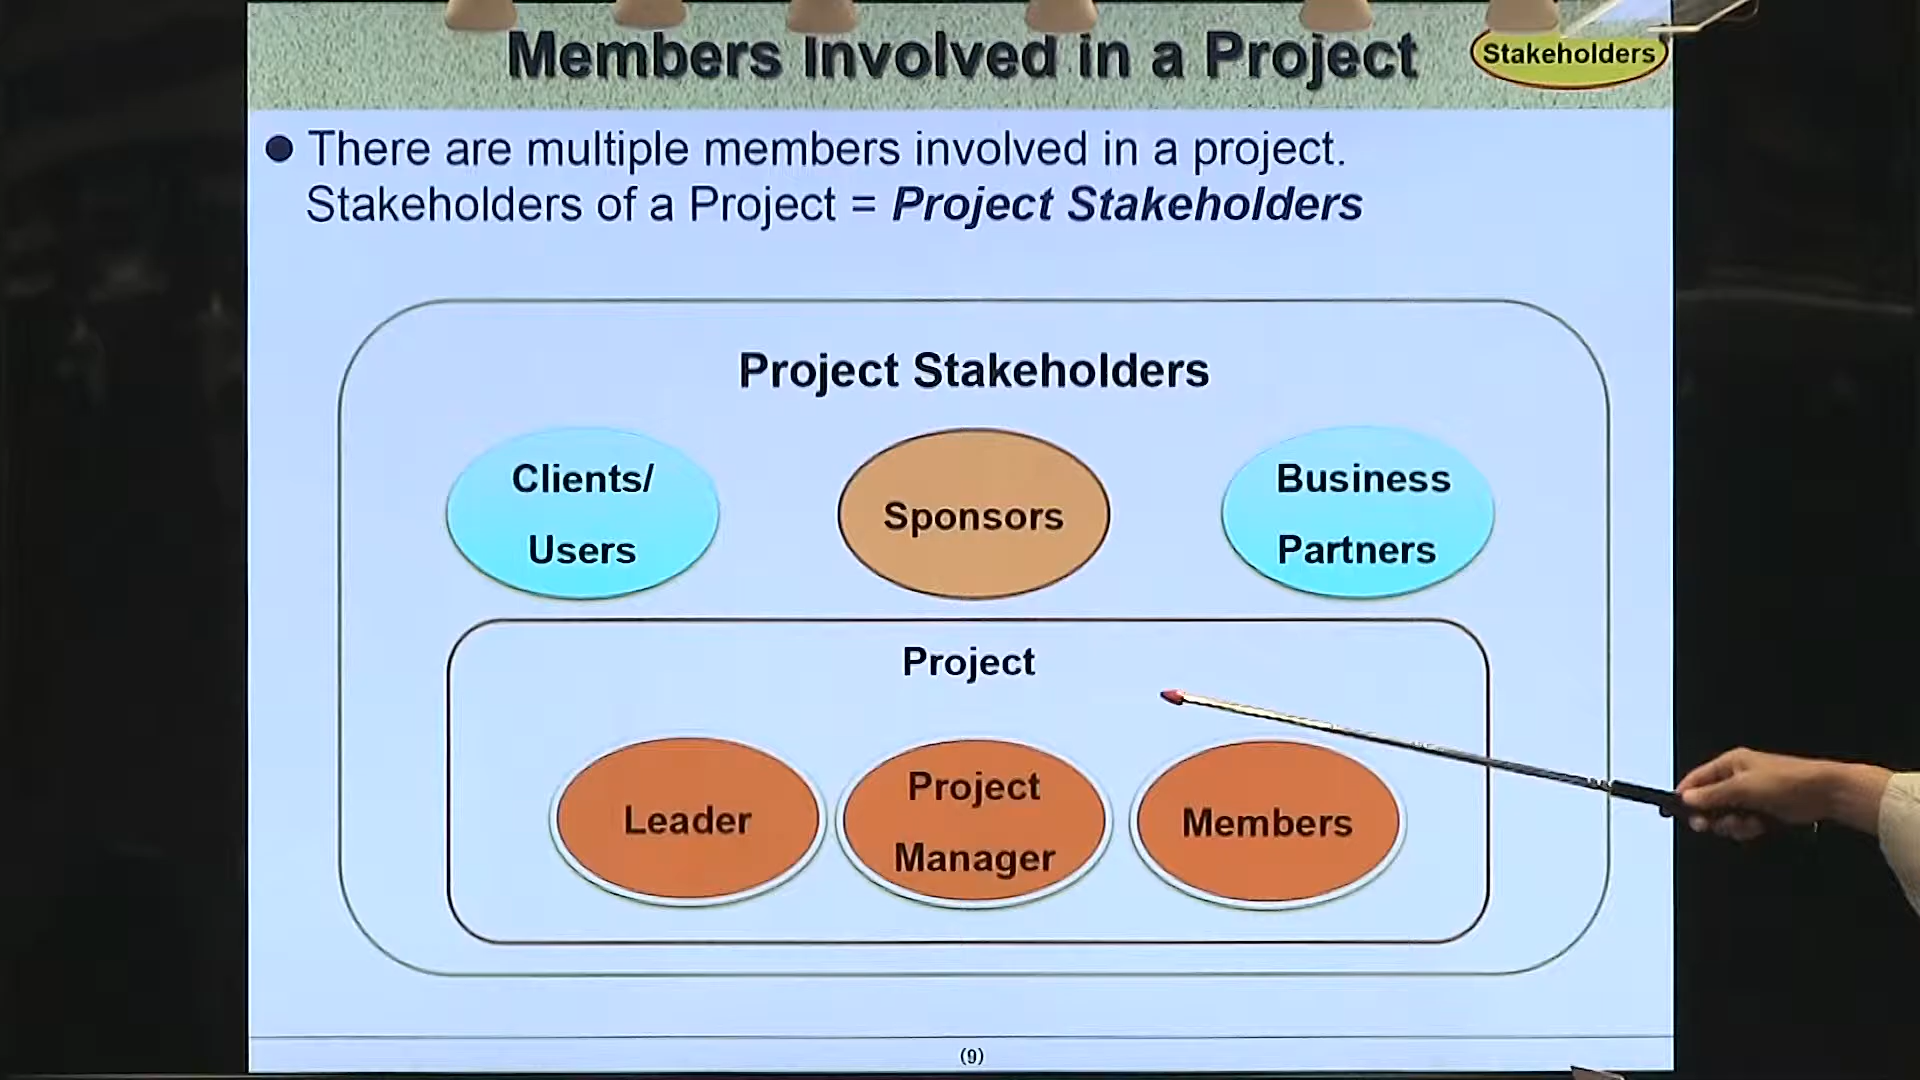 Members Involved in a Project
Stakeholders
There are multiple members involved in a project.
Stakeholders of a Project = Project Stakeholders
Project Stakeholders
Clients/
Users
Sponsors
Business
Partners
Project
Leader
Project
Manager
Members
(9)